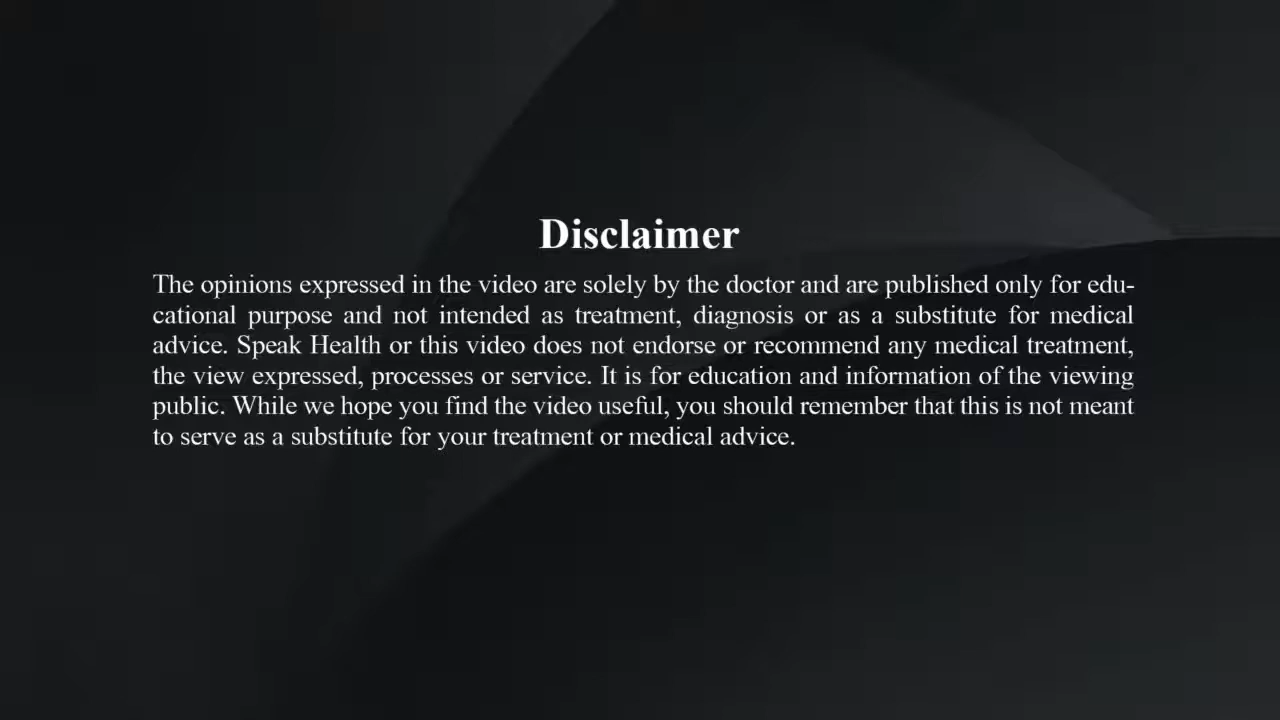 Disclaimer
The opinions expressed in the video are solely by the doctor and are published only for edu-
cational purpose and not intended as treatment, diagnosis or as a substitute for medical
advice. Speak Health or this video does not endorse or recommend any medical treatment,
the view expressed, processes or service. It is for education and information of the viewing
public. While we hope you find the video useful, you should remember that this is not meant
to serve as a substitute for your treatment or medical advice.